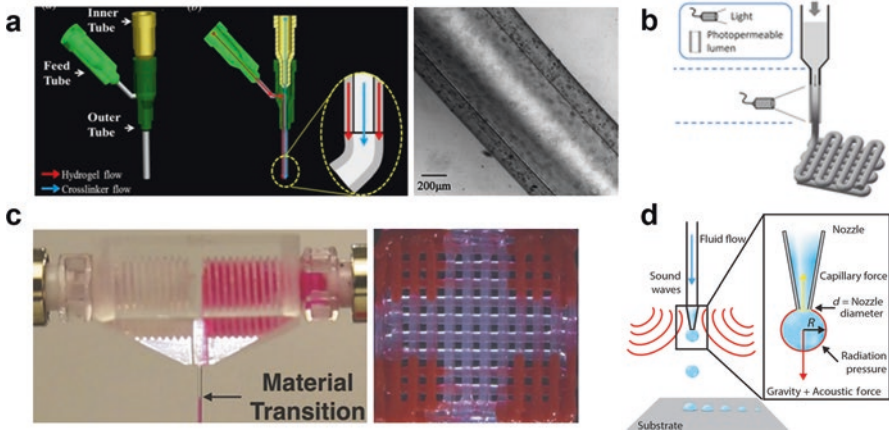 a
(a)
Inner
Tube
Feed
Tube
Outer
Tube
Hydrogel flow
Crosslinker flow
(b)
200μm
b
Light
Photopermeable
lumen
c
Material
Transition
d
Fluid flow
Sound
waves
Substrate
Nozzle
Capillary force
d = Nozzle
diameter
R
Radiation
pressure
Gravity + Acoustic force